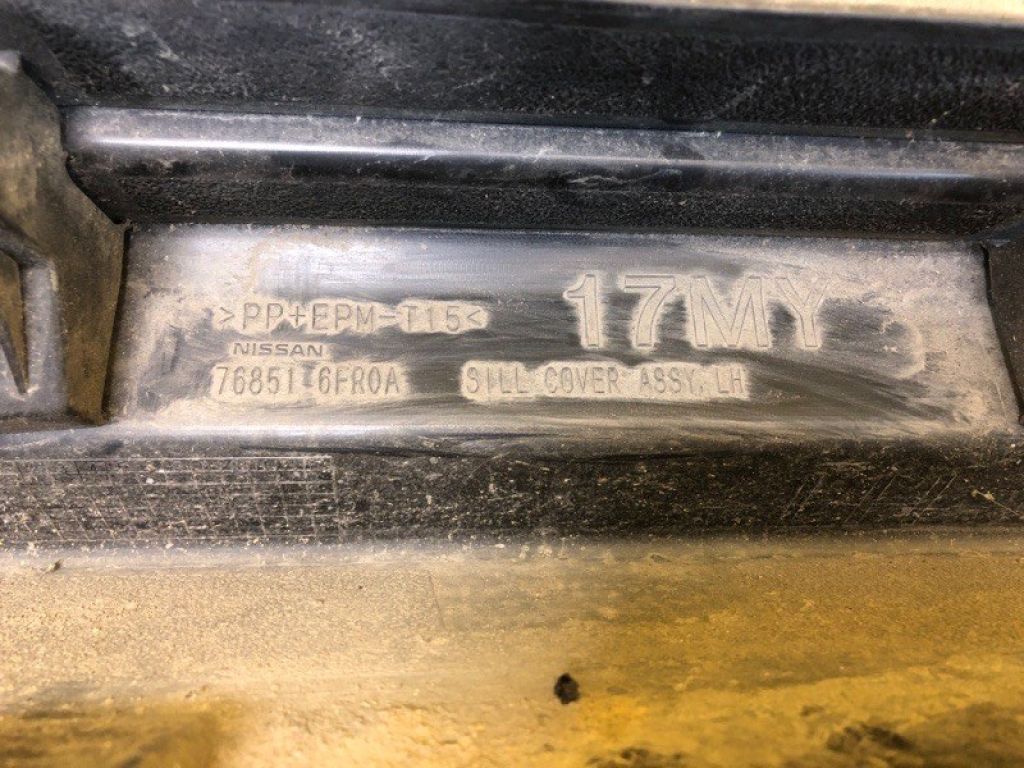 >PP+EPM-T15<
17MY
NISSAN
76851 6FR0A
SILL COVER ASSY,LH